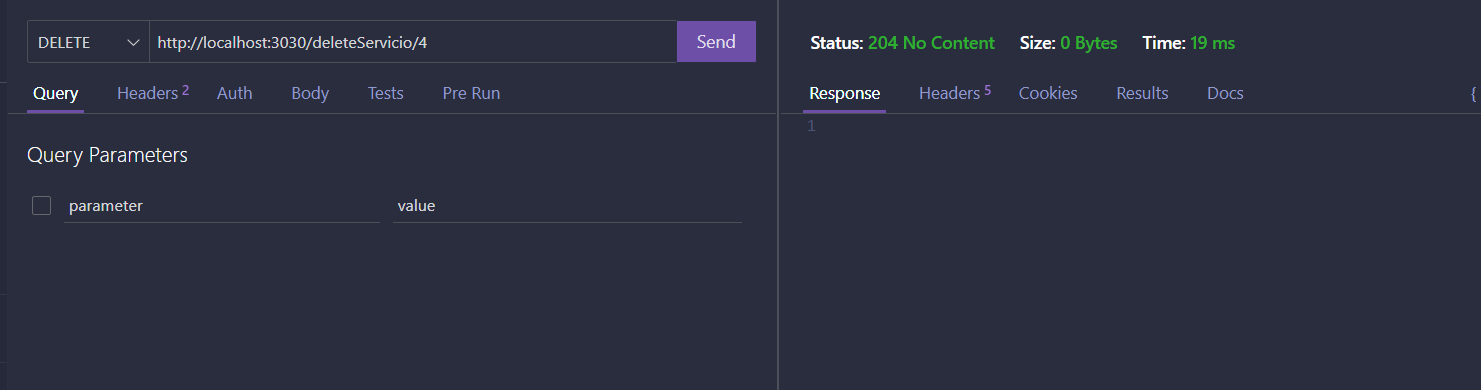 DELETE http://localhost:3030/deleteServicio/4 Send
Query Headers 2 Auth Body Tests Pre Run
Query Parameters
parameter value
Status: 204 No Content Size: 0 Bytes Time: 19 ms
Response Headers 5 Cookies Results Docs {
1